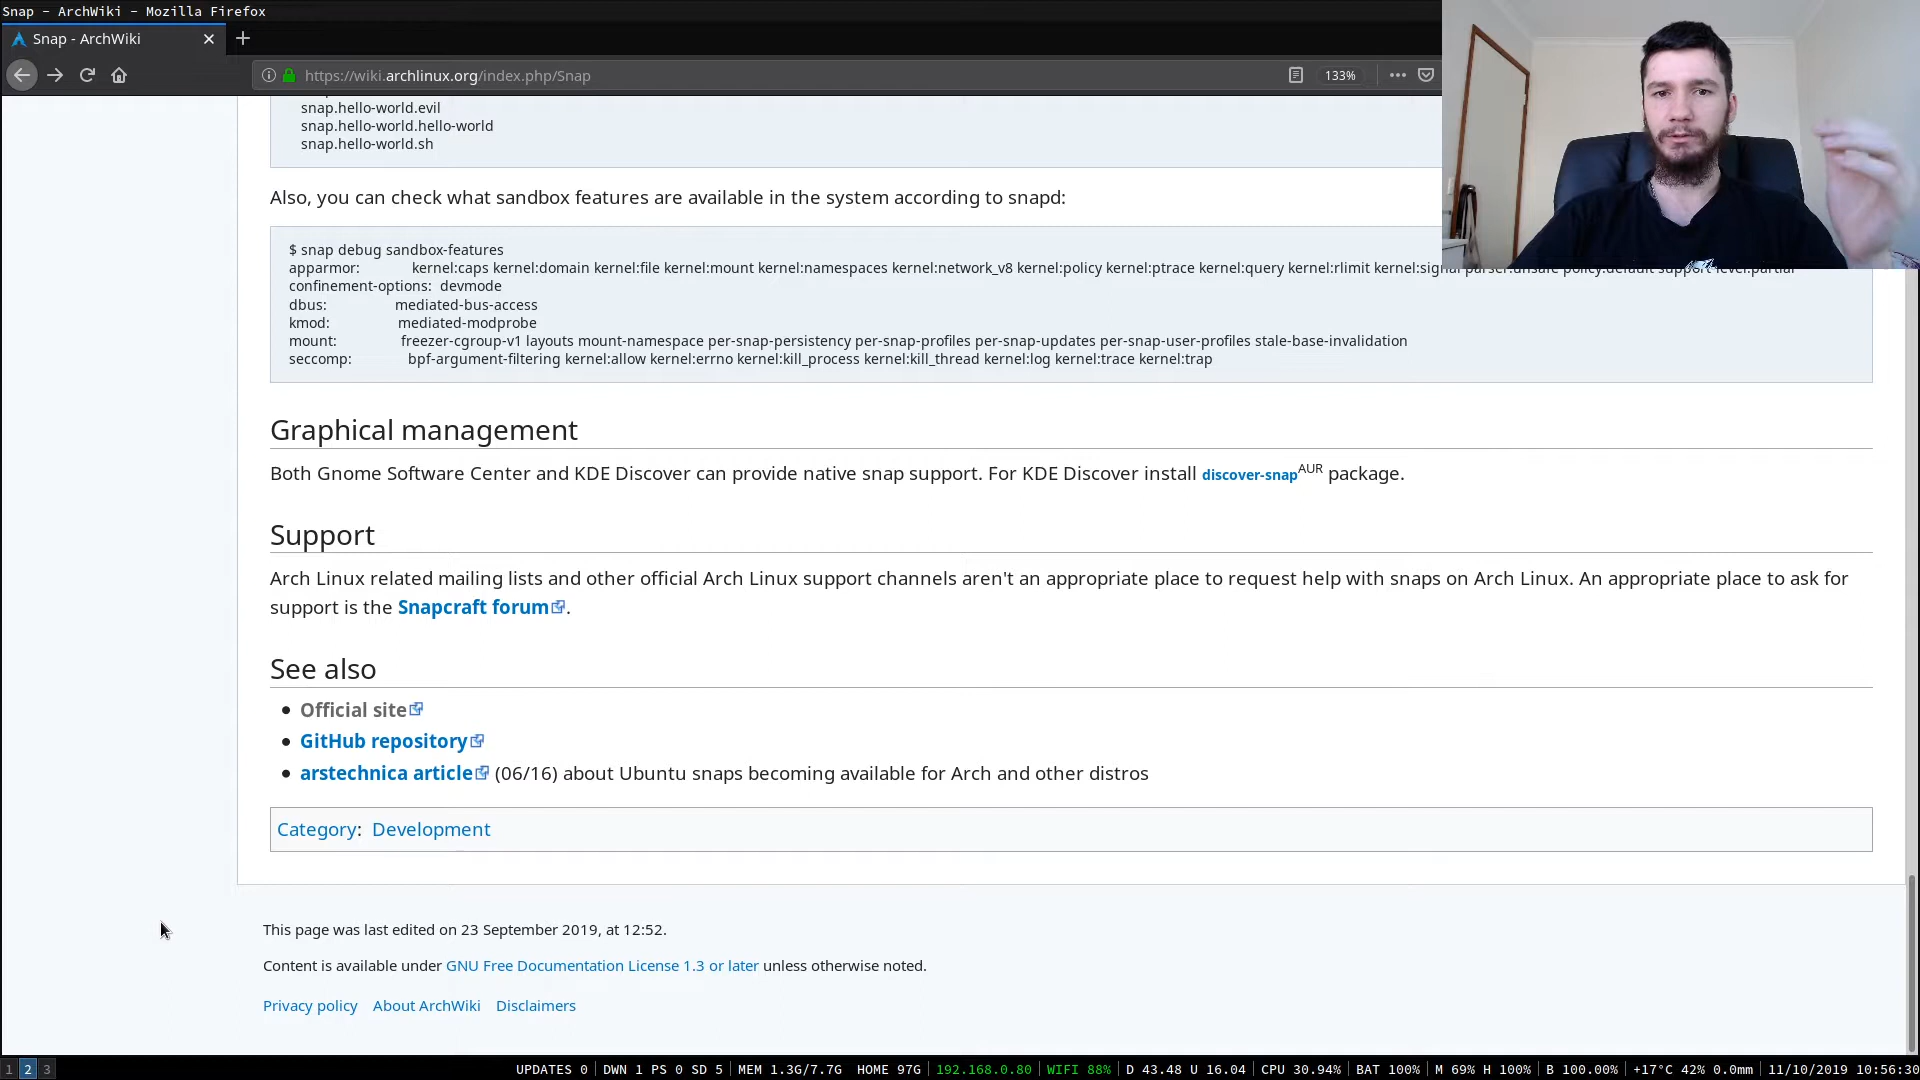 Snap - ArchWiki - Mozilla Firefox
Snap - ArchWiki
https://wiki.archlinux.org/index.php/Snap
133%
snap.hello-world.evil
snap.hello-world.hello-world
snap.hello-world.sh
Also, you can check what sandbox features are available in the system according to snapd:
$ snap debug sandbox-features
apparmor: kernel:caps kernel:domain kernel:file kernel:mount kernel:namespaces kernel:network_v8 kernel:policy kernel:ptrace kernel:query kernel:rlimit kernel:signal parser:unsafe policy:default support-level:partial
confinement-options: devmode
dbus: mediated-bus-access
kmod: mediated-modprobe
mount: freezer-cgroup-v1 layouts mount-namespace per-snap-persistency per-snap-profiles per-snap-updates per-snap-user-profiles stale-base-invalidation
seccomp: bpf-argument-filtering kernel:allow kernel:errno kernel:kill_process kernel:kill_thread kernel:log kernel:trace kernel:trap
Graphical management
Both Gnome Software Center and KDE Discover can provide native snap support. For KDE Discover install discover-snapAUR package.
Support
Arch Linux related mailing lists and other official Arch Linux support channels aren't an appropriate place to request help with snaps on Arch Linux. An appropriate place to ask for
support is the Snapcraft forum.
See also
Official site
GitHub repository
arstechnica article (06/16) about Ubuntu snaps becoming available for Arch and other distros
Category: Development
This page was last edited on 23 September 2019, at 12:52.
Content is available under GNU Free Documentation License 1.3 or later unless otherwise noted.
Privacy policy About ArchWiki Disclaimers
1 2 3 UPDATES 0 DWN 1 PS 0 SD 5 MEM 1.3G/7.7G HOME 97G 192.168.0.80 WIFI 88% D 43.48 U 16.04 CPU 30.94% BAT 100% M 69% H 100% B 100.00% +17°C 42% 0.0mm 11/10/2019 10:56:30